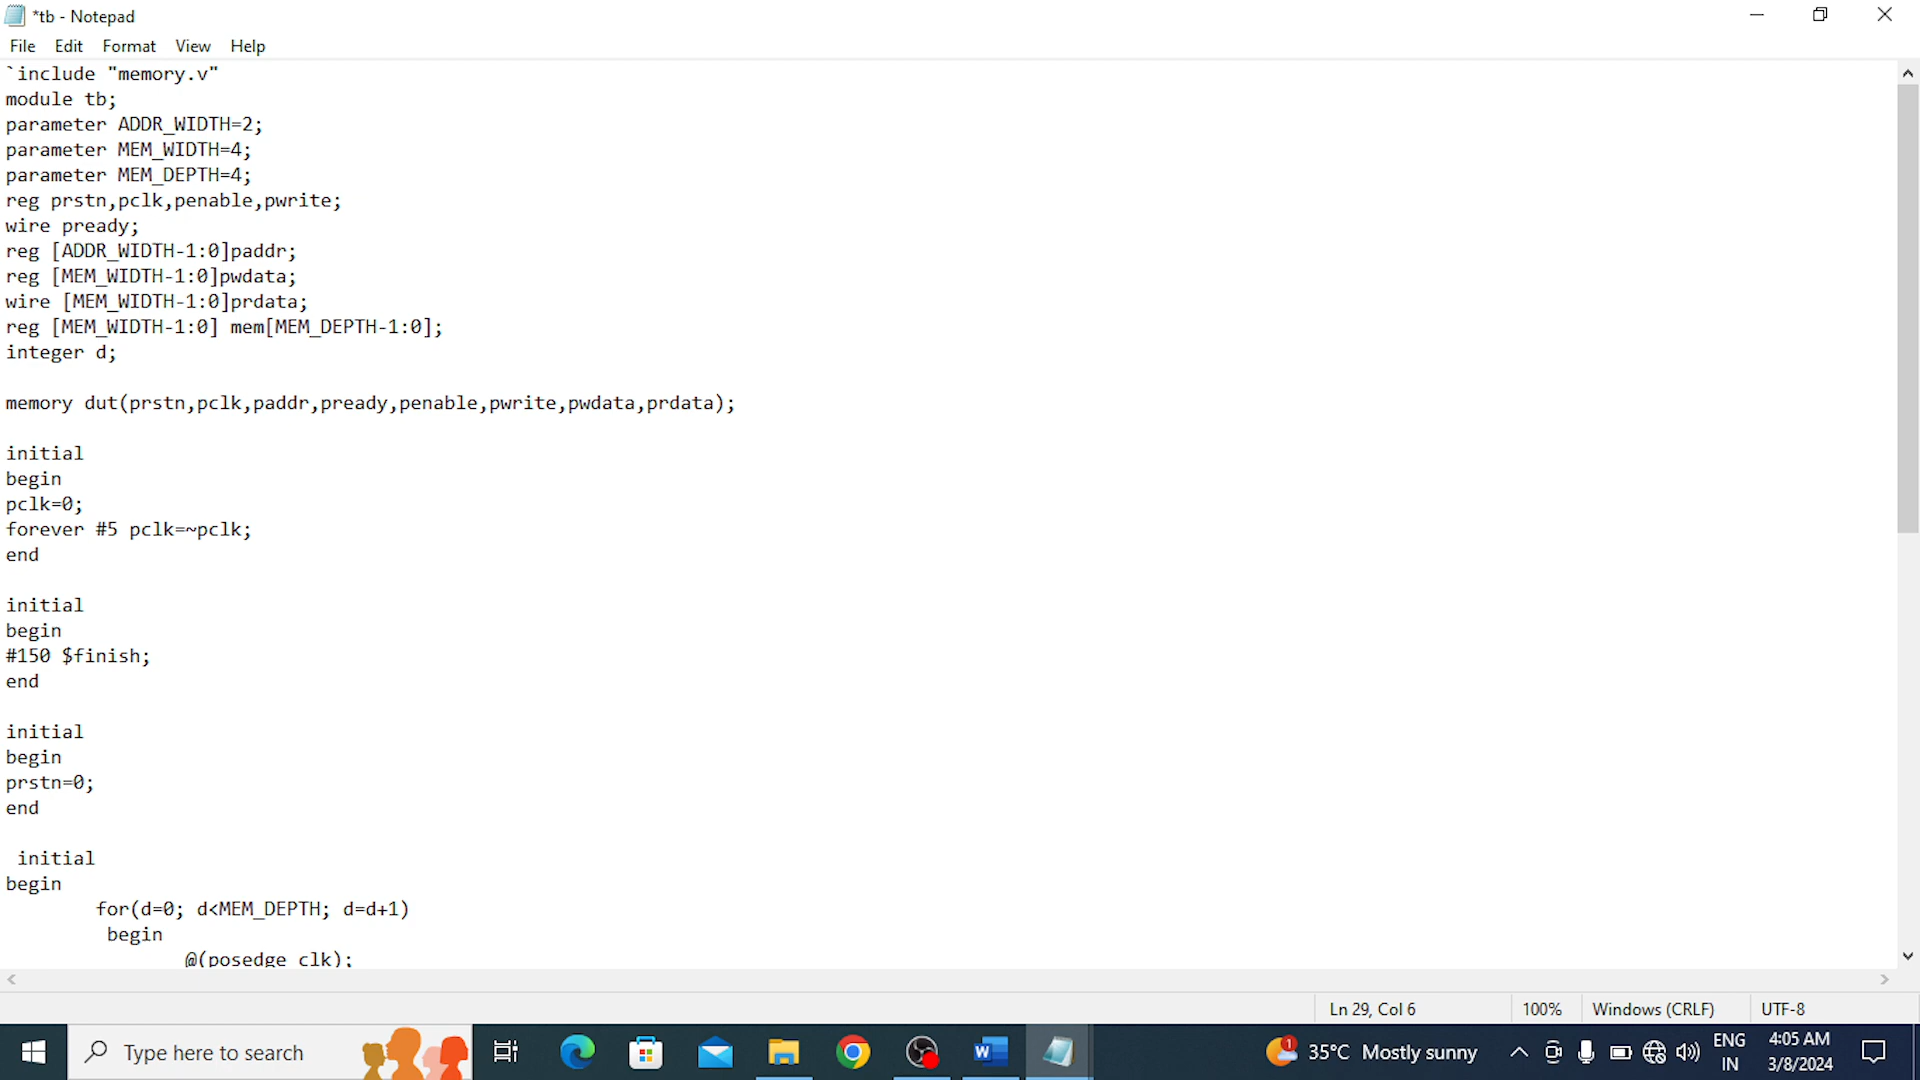 *tb - Notepad
File Edit Format View Help
`include "memory.v"
module tb;
parameter ADDR_WIDTH=2;
parameter MEM_WIDTH=4;
parameter MEM_DEPTH=4;
reg prstn,pclk,penable,pwrite;
wire pready;
reg [ADDR_WIDTH-1:0]paddr;
reg [MEM_WIDTH-1:0]pwdata;
wire [MEM_WIDTH-1:0]prdata;
reg [MEM_WIDTH-1:0] mem[MEM_DEPTH-1:0];
integer d;
memory dut(prstn,pclk,paddr,pready,penable,pwrite,pwdata,prdata);
initial
begin
pclk=0;
forever #5 pclk=~pclk;
end
initial
begin
#150 $finish;
end
initial
begin
prstn=0;
end
initial
begin
for(d=0; d<MEM_DEPTH; d=d+1)
begin
@(posedge clk);
Ln 29, Col 6 100% Windows (CRLF) UTF-8
Type here to search 1 35°C Mostly sunny ENG IN 4:05 AM 3/8/2024